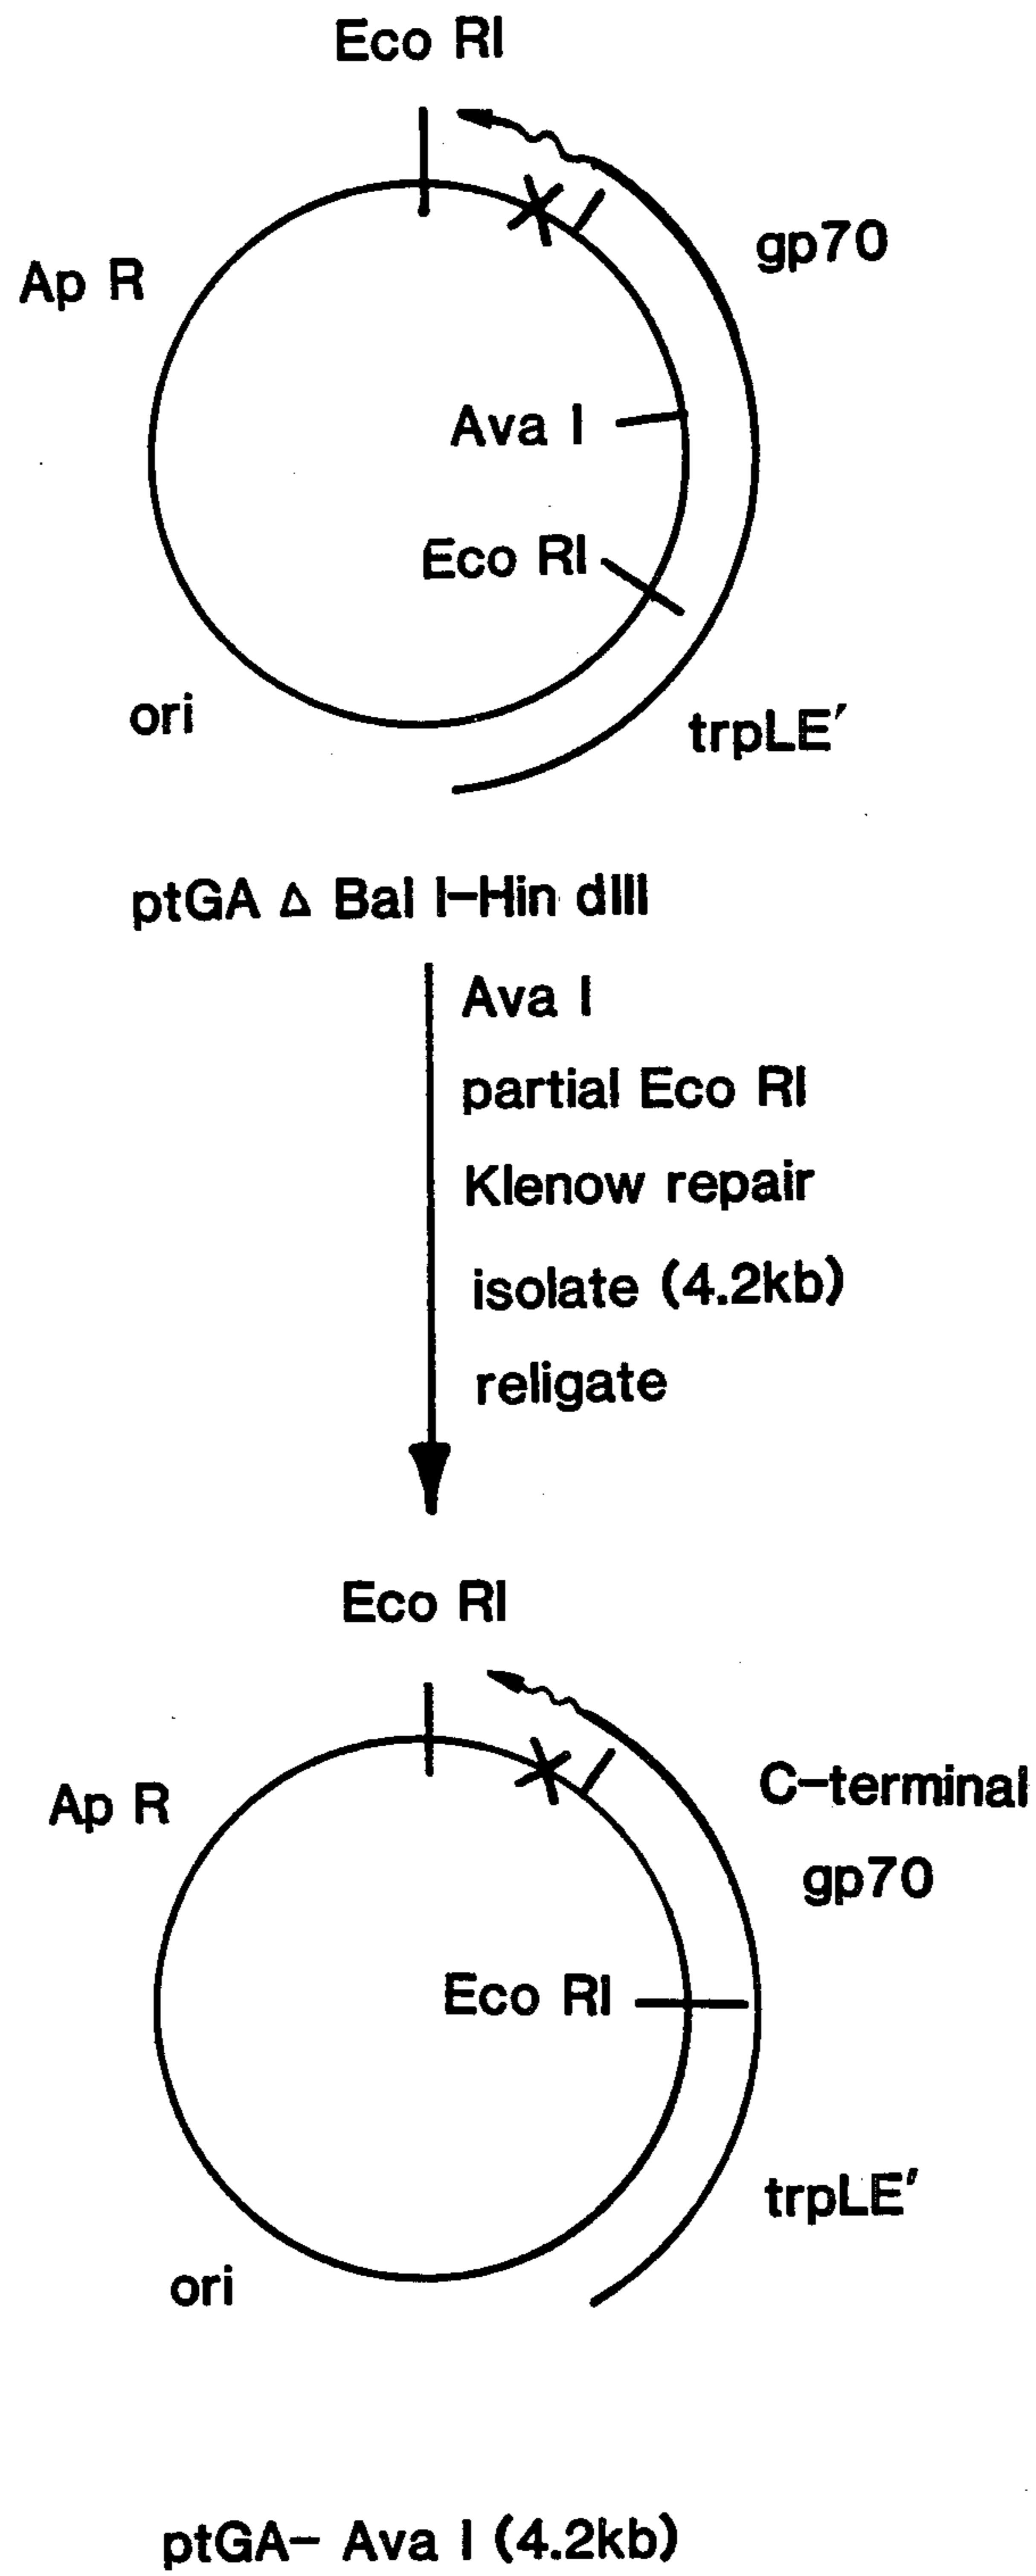 Eco RI
gp70
Ap R
Ava I
Eco RI
ori
trpLE′
ptGA Δ Bal I-Hin dIII
Ava I
partial Eco RI
Klenow repair
isolate (4.2kb)
religate
Eco RI
C-terminal
gp70
Ap R
Eco RI
trpLE′
ori
ptGA- Ava I (4.2kb)